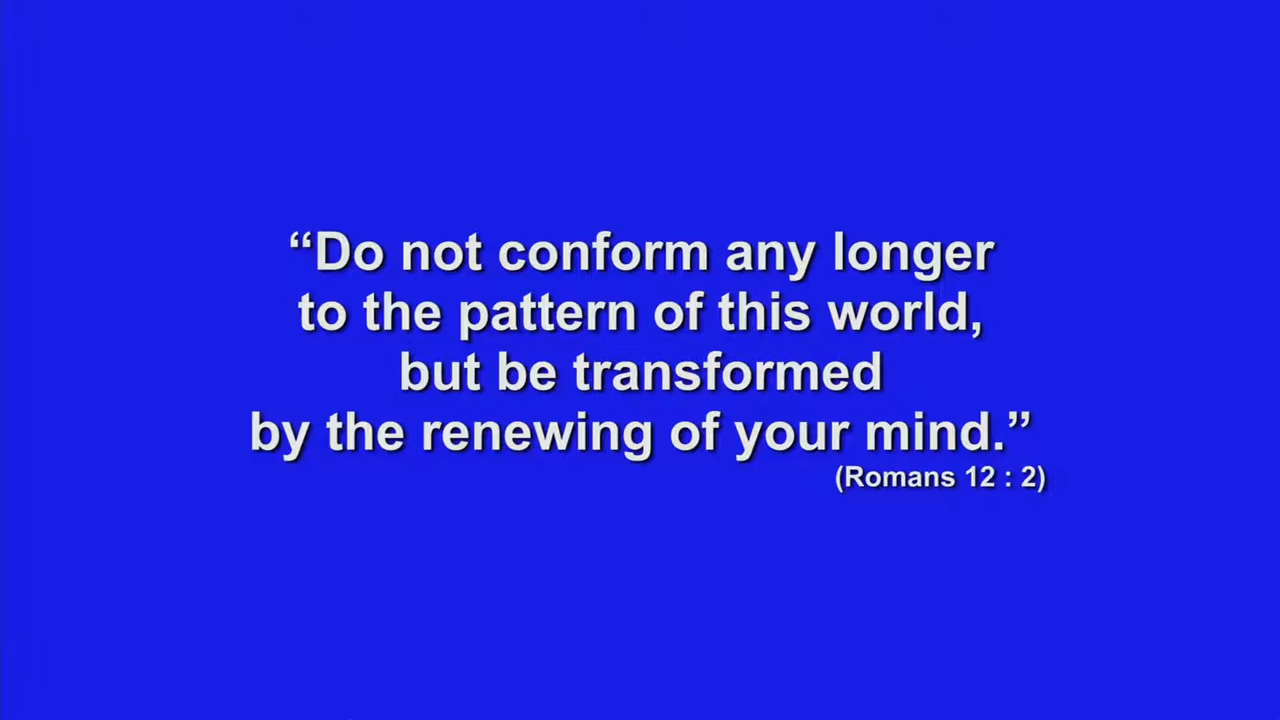 “Do not conform any longer
to the pattern of this world,
but be transformed
by the renewing of your mind.”
(Romans 12 : 2)